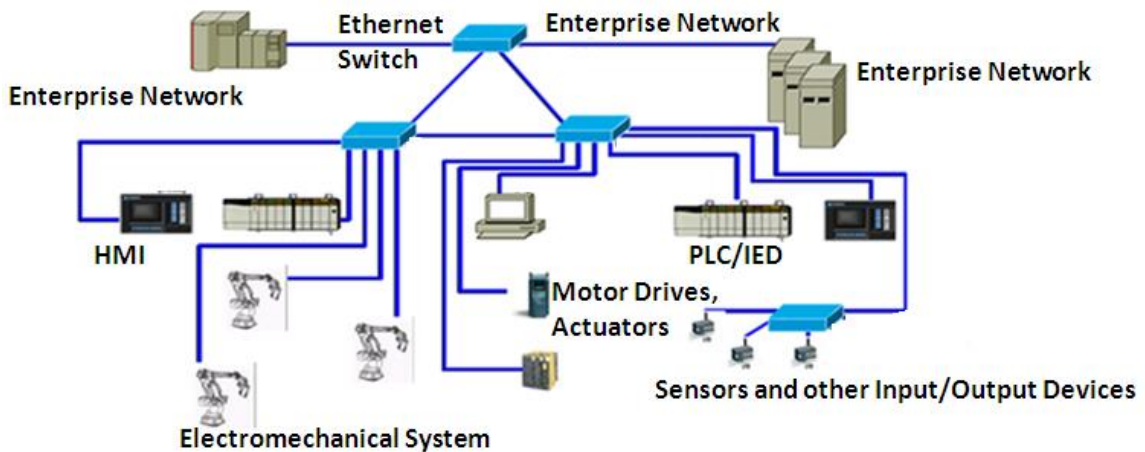 Ethernet
Switch
Enterprise Network
Enterprise Network
Enterprise Network
HMI
PLC/IED
Motor Drives,
Actuators
Sensors and other Input/Output Devices
Electromechanical System